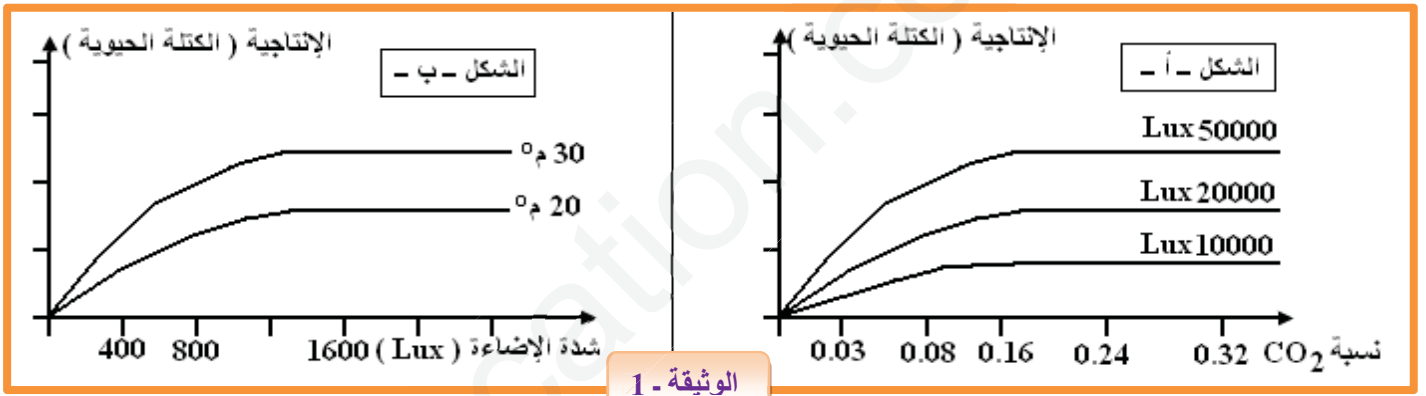 الإنتاجية ( الكتلة الحيوية )
الشكل ـ أ ـ
Lux 50000
Lux 20000
Lux 10000
0.03 0.08 0.16 0.24 0.32
نسبة CO2
الإنتاجية ( الكتلة الحيوية )
الشكل ـ ب ـ
30 م°
20 م°
400 800 1600
شدة الإضاءة ( Lux )
الوثيقة ـ 1